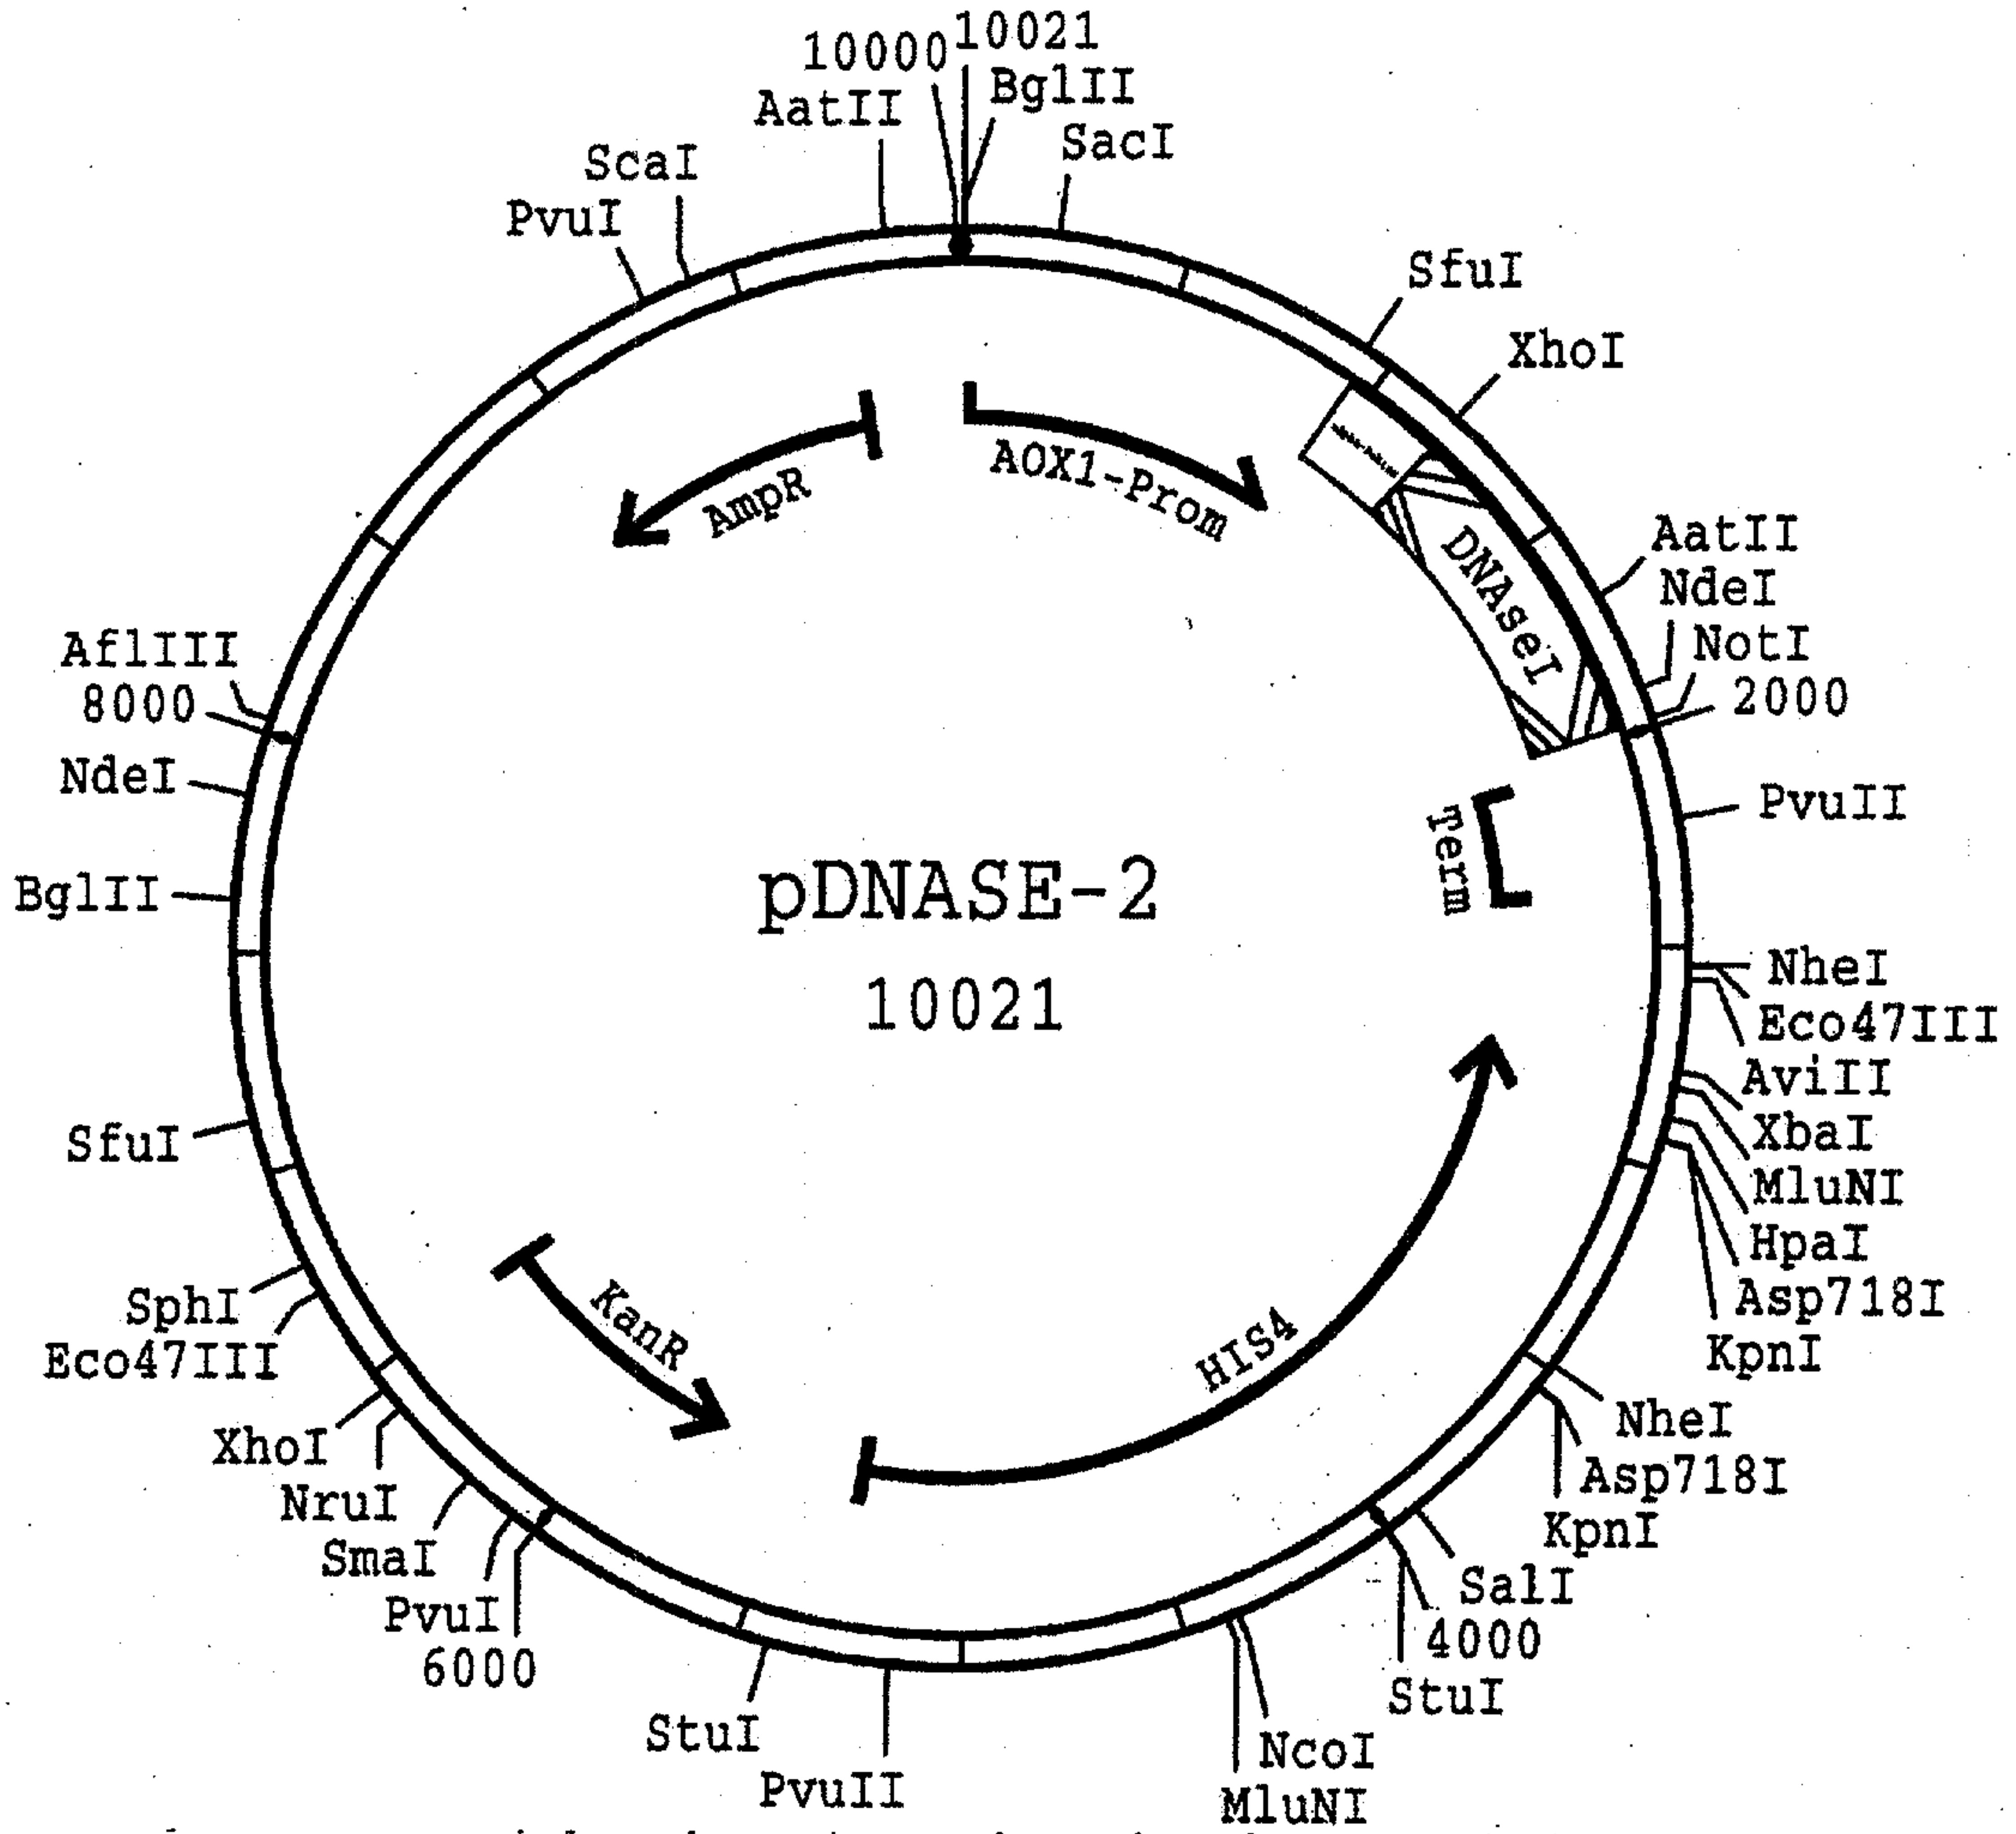 10000
10021
BglII
AatII
SacI
ScaI
PvuI
SfuI
XhoI
AOX1-Prom
AmpR
AatII
DNAseI
NdeI
NotI
AflIII
2000
8000
NdeI
PvuII
Term
BglII
pDNASE-2
NheI
10021
Eco47III
AviII
XbaI
SfuI
MluNI
HpaI
SphI
Asp718I
KanR
HIS4
Eco47III
KpnI
NheI
XhoI
Asp718I
NruI
KpnI
SmaI
SalI
PvuI
4000
6000
StuI
StuI
NcoI
PvuII
MluNI